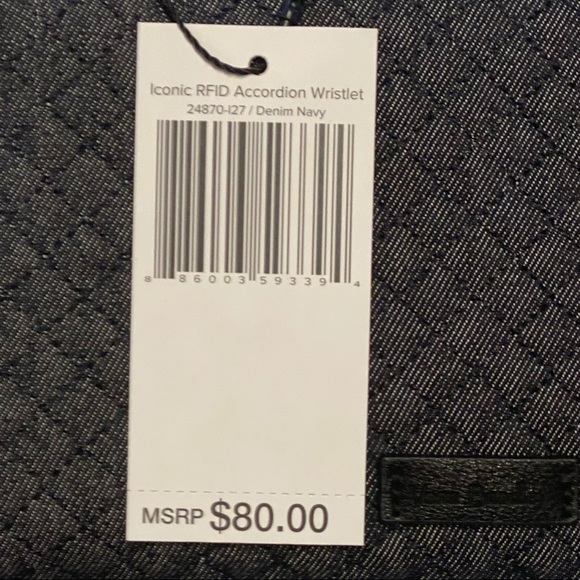 Iconic RFID Accordion Wristlet
24870-I27 / Denim Navy
8 86003 59339 4
MSRP $80.00